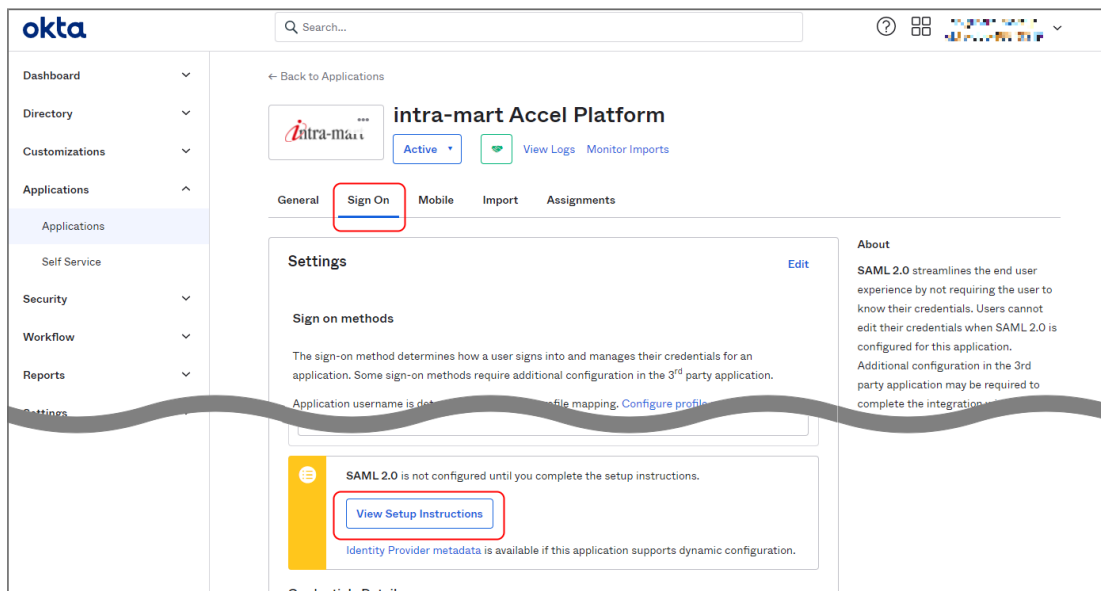 okta
Search...
Dashboard
Directory
Customizations
Applications
Applications
Self Service
Security
Workflow
Reports
Settings
← Back to Applications
intra-mart
intra-mart Accel Platform
Active
View Logs
Monitor Imports
General
Sign On
Mobile
Import
Assignments
Settings
Edit
Sign on methods
The sign-on method determines how a user signs into and manages their credentials for an
application. Some sign-on methods require additional configuration in the 3rd party application.
Application username is file mapping. Configure profile
SAML 2.0 is not configured until you complete the setup instructions.
View Setup Instructions
Identity Provider metadata is available if this application supports dynamic configuration.
About
SAML 2.0 streamlines the end user
experience by not requiring the user to
know their credentials. Users cannot
edit their credentials when SAML 2.0 is
configured for this application.
Additional configuration in the 3rd
party application may be required to
complete the integration